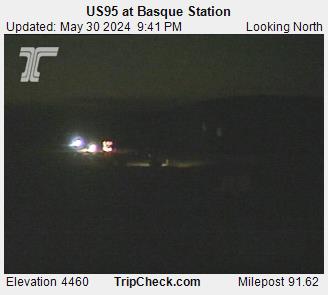 US95 at Basque Station
Updated: May 30 2024 9:41 PM Looking North
Elevation 4460 TripCheck.com Milepost 91.62